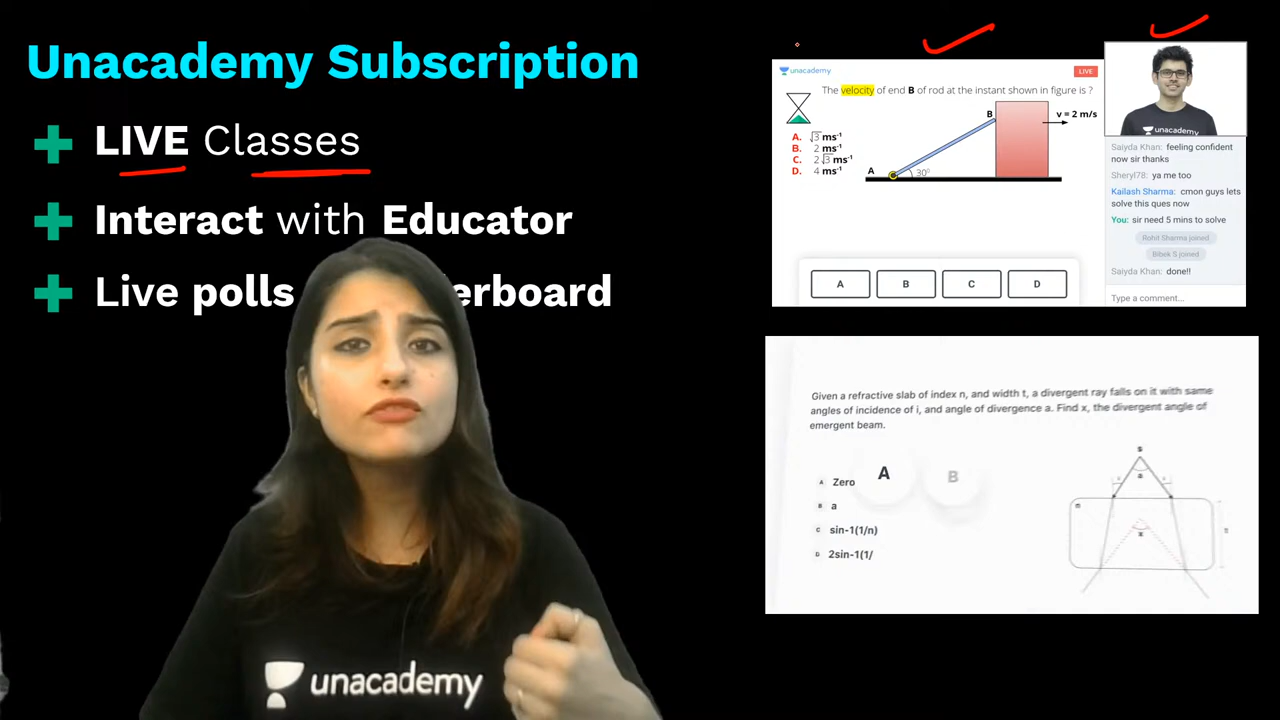 Unacademy Subscription
LIVE Classes
Interact with Educator
Live polls erboard
unacademy
unacademy
LIVE
The velocity of end B of rod at the instant shown in figure is ?
A. √3 ms⁻¹
B. 2 ms⁻¹
C. 2√3 ms⁻¹
D. 4 ms⁻¹
B
v = 2 m/s
A
30°
A B C D
unacademy
Saiyda Khan: feeling confident
now sir thanks
Sheryl78: ya me too
Kailash Sharma: cmon guys lets
solve this ques now
You: sir need 5 mins to solve
Rohit Sharma joined
Bibek S joined
Saiyda Khan: done!!
Type a comment...
Given a refractive slab of index n, and width t, a divergent ray falls on it with same
angles of incidence of i, and angle of divergence a. Find x, the divergent angle of
emergent beam.
A Zero
B a
C sin-1(1/n)
D 2sin-1(1/
A B
s
a
x